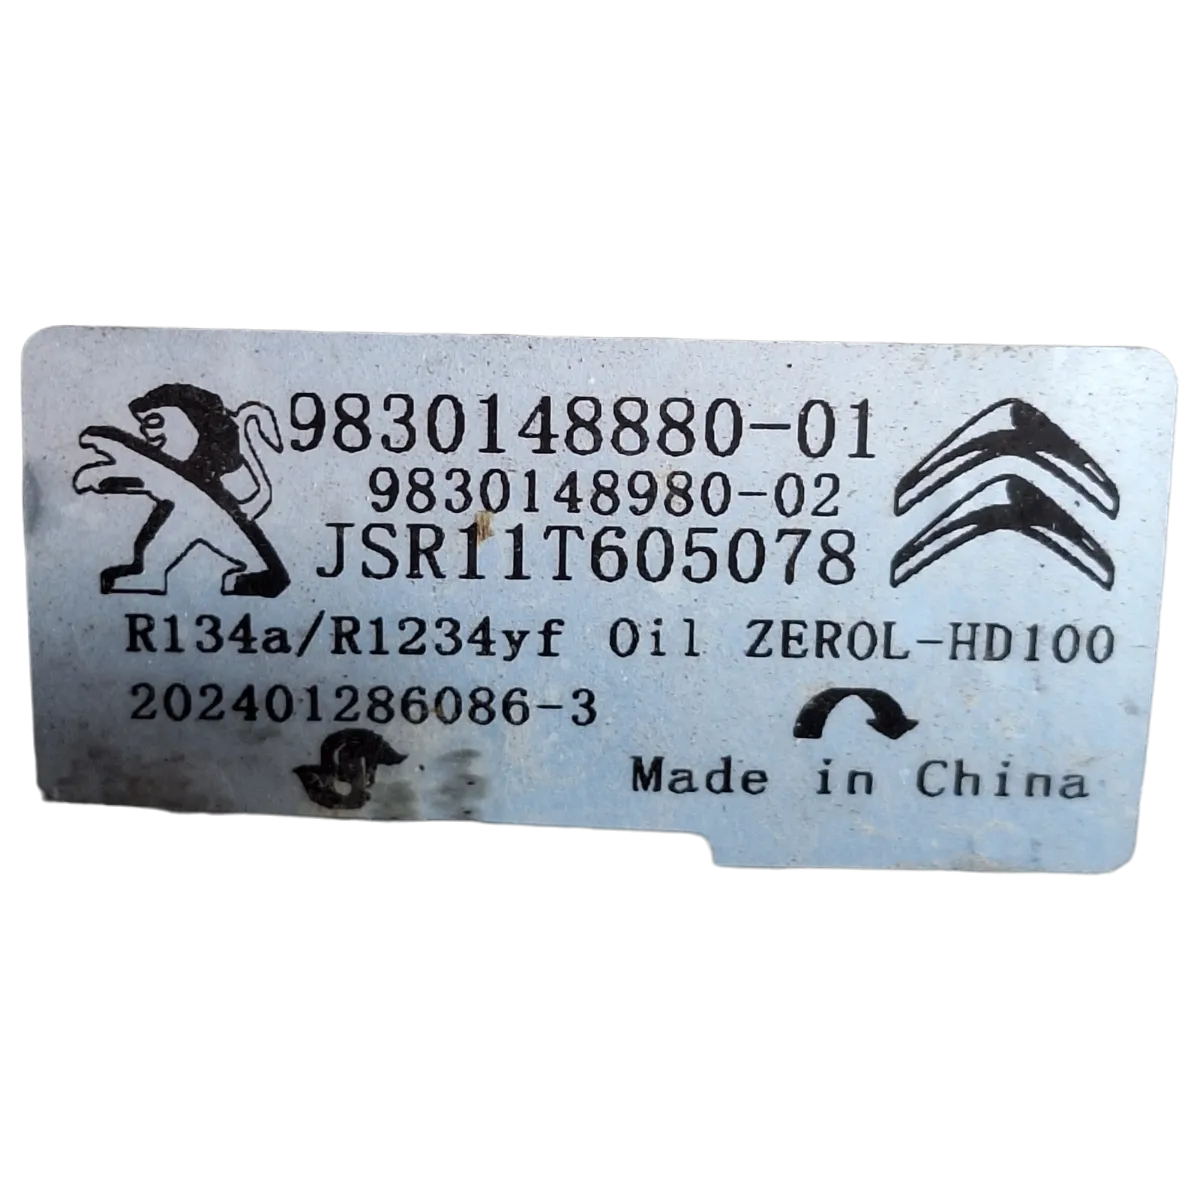 9830148880-01
9830148980-02
JSR11T605078
R134a/R1234yf Oil ZEROL-HD100
202401286086-3
Made in China